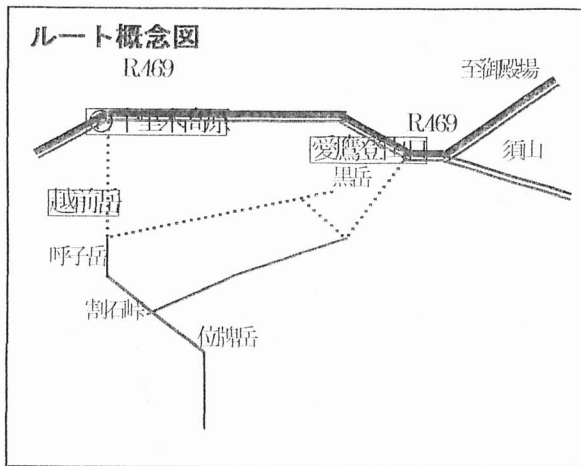 ルート概念図
R469
至御殿場
①十里木高原
R469
愛鷹登山口
須山
黒岳
越前岳
呼子岳
割石峠
位牌岳